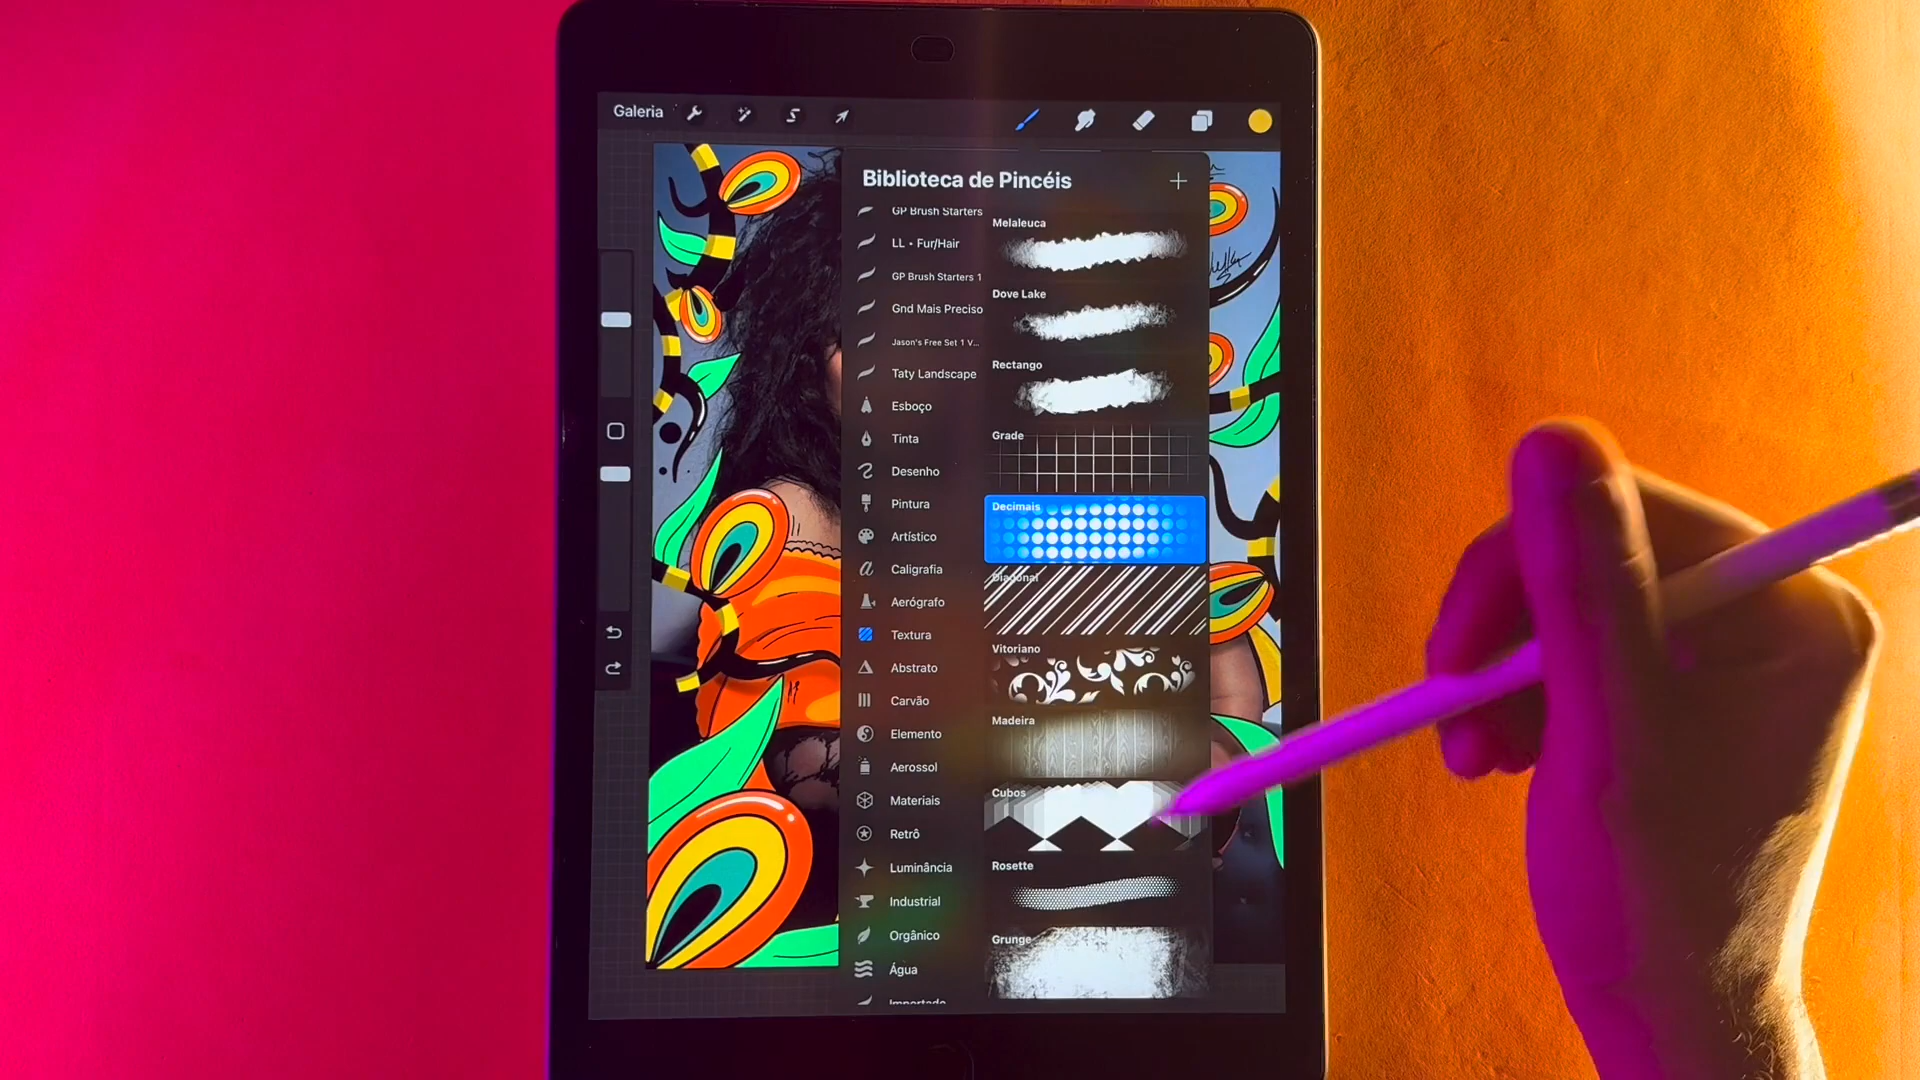 Galeria
Biblioteca de Pincéis
GP Brush Starters
LL • Fur/Hair
GP Brush Starters 1
Gnd Mais Preciso
Jason's Free Set 1 V...
Taty Landscape
Esboço
Tinta
Desenho
Pintura
Artístico
Caligrafia
Aerógrafo
Textura
Abstrato
Carvão
Elemento
Aerossol
Materiais
Retrô
Luminância
Industrial
Orgânico
Água
Importado
Melaleuca
Dove Lake
Rectango
Grade
Decimais
Diagonal
Vitoriano
Madeira
Cubos
Rosette
Grunge